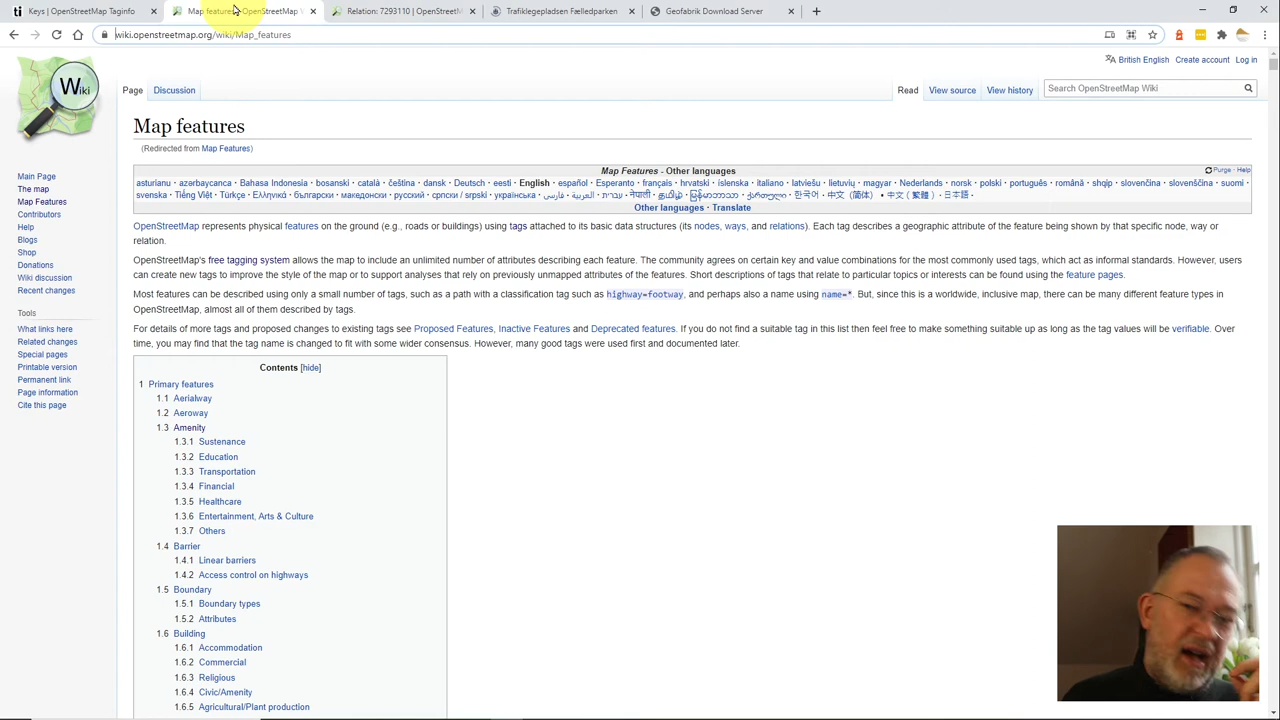 Keys | OpenStreetMap Taginfo
Map features - OpenStreetMap W
Relation: 7293110 | OpenStreetM
Trafiklegepladsen Fælledparken
Geofabrik Download Server
wiki.openstreetmap.org/wiki/Map_features
British English Create account Log in
Wiki
Page Discussion Read View source View history Search OpenStreetMap Wiki
Map features
(Redirected from Map Features)
Map Features - Other languages Purge · Help
asturianu · azərbaycanca · Bahasa Indonesia · bosanski · català · čeština · dansk · Deutsch · eesti · English · español · Esperanto · français · hrvatski · íslenska · italiano · latviešu · lietuvių · magyar · Nederlands · norsk · polski · português · română · shqip · slovenčina · slovenščina · suomi ·
svenska · Tiếng Việt · Türkçe · Ελληνικά · български · македонски · русский · српски / srpski · українська · עברית · العربية · فارسی · नेपाली · தமிழ் · မြန်မာဘာသာ · ქართული · 한국어 · 中文（简体） • 中文（繁體） • 日本語 ·
Other languages · Translate
Main Page
The map
Map Features
Contributors
Help
Blogs
Shop
Donations
Wiki discussion
Recent changes
Tools
What links here
Related changes
Special pages
Printable version
Permanent link
Page information
Cite this page
OpenStreetMap represents physical features on the ground (e.g., roads or buildings) using tags attached to its basic data structures (its nodes, ways, and relations). Each tag describes a geographic attribute of the feature being shown by that specific node, way or
relation.
OpenStreetMap's free tagging system allows the map to include an unlimited number of attributes describing each feature. The community agrees on certain key and value combinations for the most commonly used tags, which act as informal standards. However, users
can create new tags to improve the style of the map or to support analyses that rely on previously unmapped attributes of the features. Short descriptions of tags that relate to particular topics or interests can be found using the feature pages.
Most features can be described using only a small number of tags, such as a path with a classification tag such as highway=footway, and perhaps also a name using name=*. But, since this is a worldwide, inclusive map, there can be many different feature types in
OpenStreetMap, almost all of them described by tags.
For details of more tags and proposed changes to existing tags see Proposed Features, Inactive Features and Deprecated features. If you do not find a suitable tag in this list then feel free to make something suitable up as long as the tag values will be verifiable. Over
time, you may find that the tag name is changed to fit with some wider consensus. However, many good tags were used first and documented later.
Contents [hide]
1 Primary features
1.1 Aerialway
1.2 Aeroway
1.3 Amenity
1.3.1 Sustenance
1.3.2 Education
1.3.3 Transportation
1.3.4 Financial
1.3.5 Healthcare
1.3.6 Entertainment, Arts & Culture
1.3.7 Others
1.4 Barrier
1.4.1 Linear barriers
1.4.2 Access control on highways
1.5 Boundary
1.5.1 Boundary types
1.5.2 Attributes
1.6 Building
1.6.1 Accommodation
1.6.2 Commercial
1.6.3 Religious
1.6.4 Civic/Amenity
1.6.5 Agricultural/Plant production